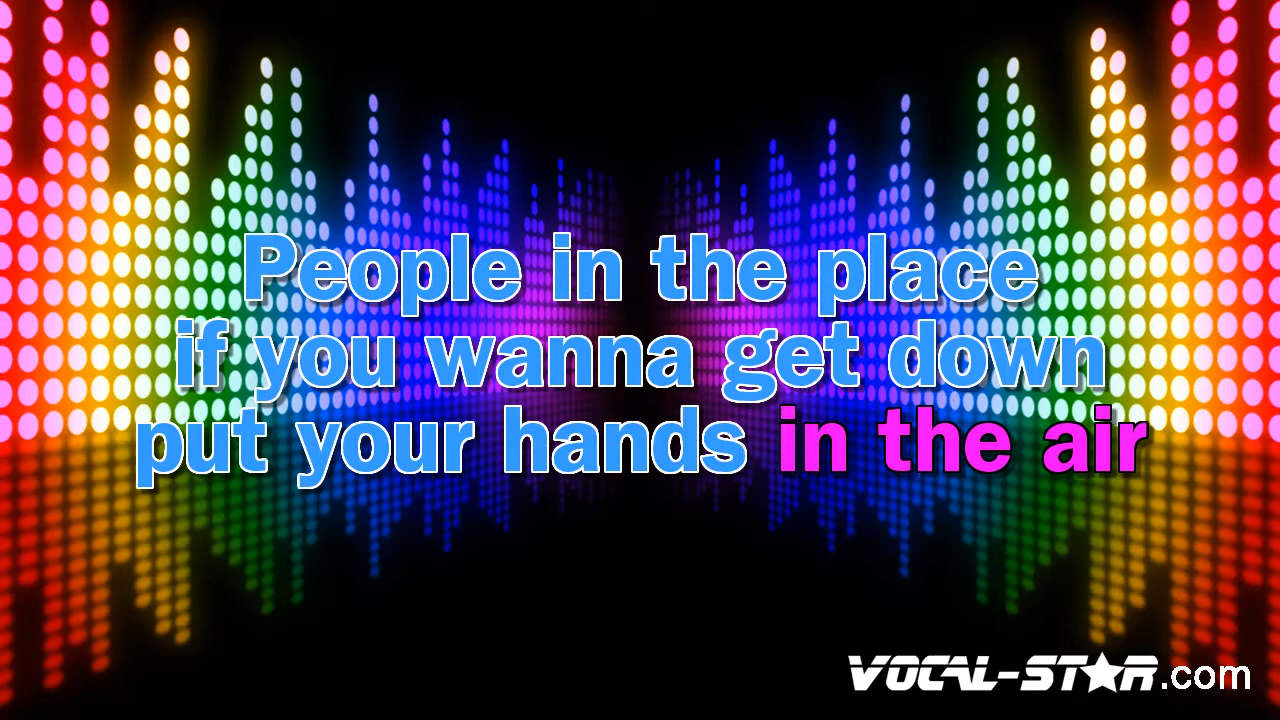 People in the place
if you wanna get down
put your hands in the air
VOCAL-STAR.com